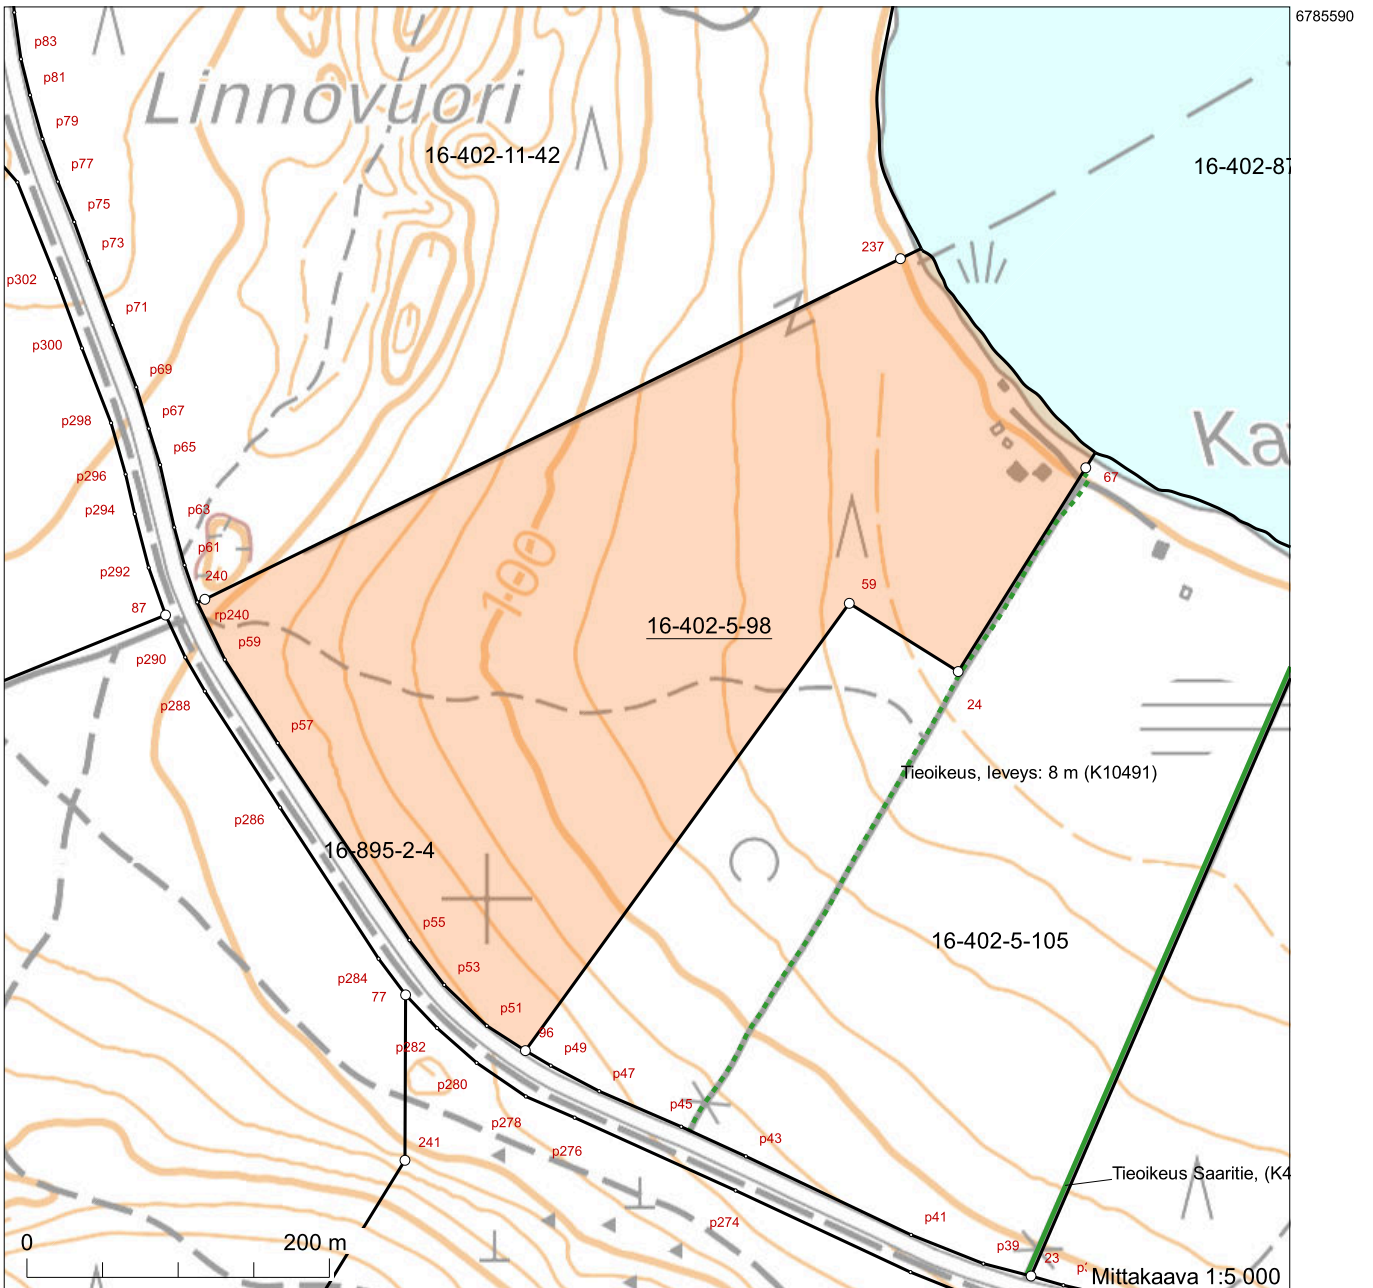 6785590
p83
p81
Linnovuori
p79
16-402-11-42
p77
16-402-87
p75
p73
237
p302
p71
p300
p69
p67
p298
p65
Ka
p296
67
p294
p63
p61
p292
240
100
59
87
rp240
16-402-5-98
p59
p290
p288
24
p57
Tieoikeus, leveys: 8 m (K10491)
p286
16-895-2-4
p55
16-402-5-105
p53
p284
77
p51
96
p282
p49
p47
p280
p45
p278
241
p43
p276
Tieoikeus Saaritie, (K4
p274
p41
0
200 m
p39
23
p:
Mittakaava 1:5 000